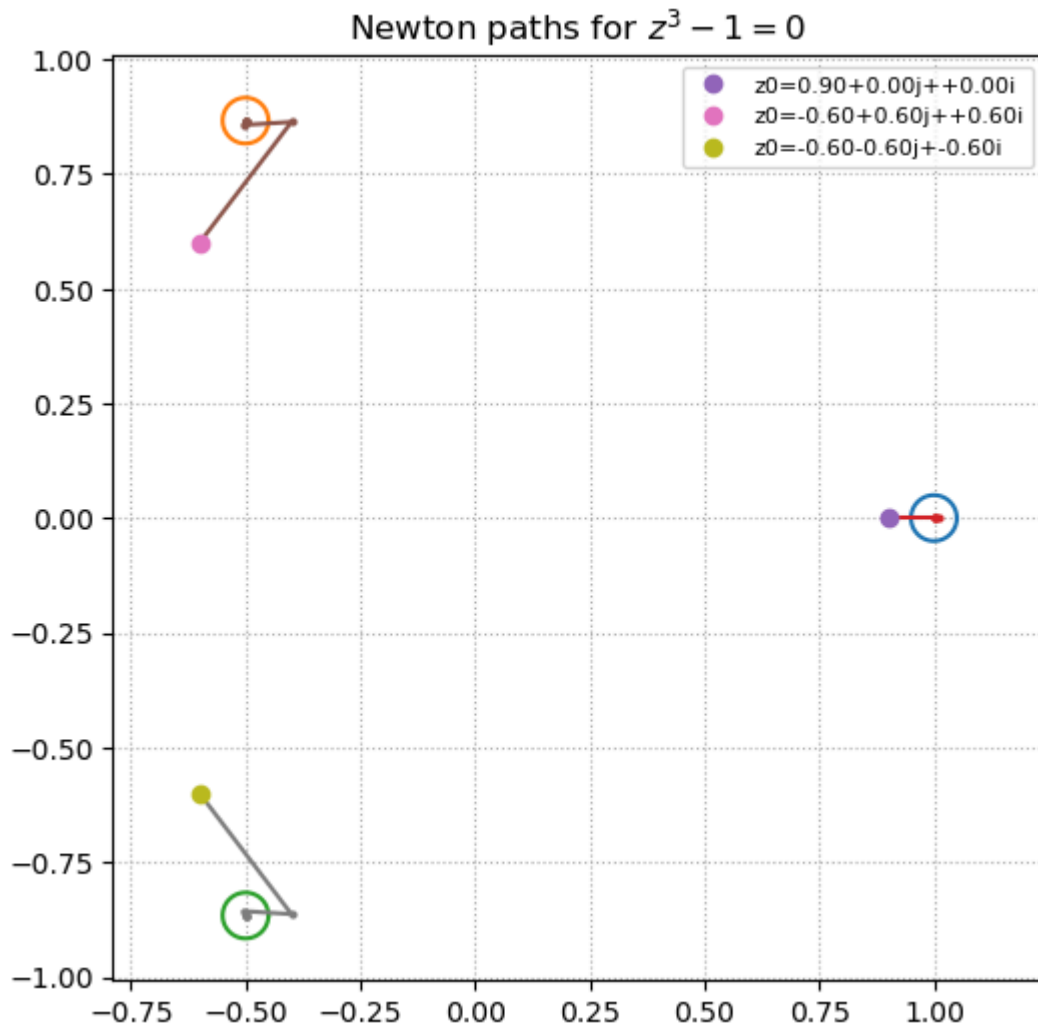 Newton paths for z³ − 1 = 0
z0=0.90+0.00j++0.00i
z0=-0.60+0.60j++0.60i
z0=-0.60-0.60j+-0.60i
1.00
0.75
0.50
0.25
0.00
−0.25
−0.50
−0.75
−1.00
−0.75 −0.50 −0.25 0.00 0.25 0.50 0.75 1.00